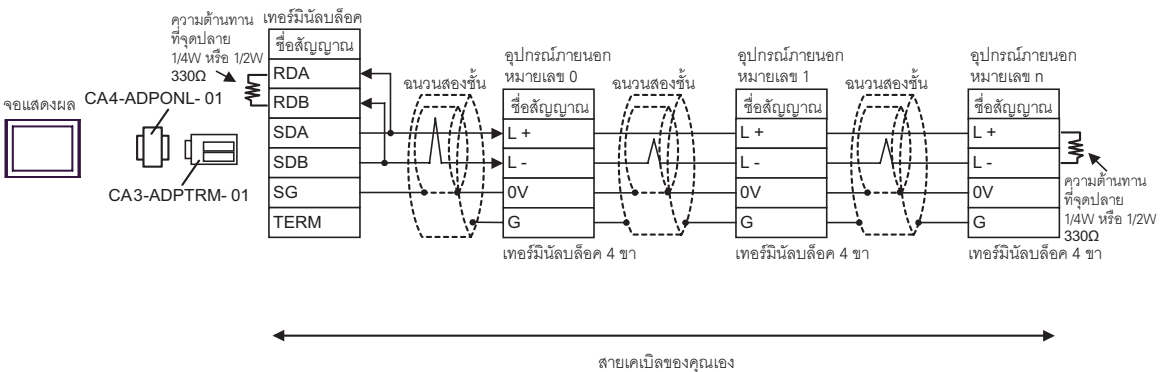 จอแสดงผล
CA4-ADPONL- 01
CA3-ADPTRM- 01
ความต้านทาน
ที่จุดปลาย
1/4W หรือ 1/2W
330Ω
เทอร์มินัลบล็อค
ชื่อสัญญาณ
RDA
RDB
SDA
SDB
SG
TERM
ฉนวนสองชั้น
อุปกรณ์ภายนอก
หมายเลข 0
ชื่อสัญญาณ
L +
L -
0V
G
เทอร์มินัลบล็อค 4 ขา
ฉนวนสองชั้น
อุปกรณ์ภายนอก
หมายเลข 1
ชื่อสัญญาณ
L +
L -
0V
G
เทอร์มินัลบล็อค 4 ขา
ฉนวนสองชั้น
อุปกรณ์ภายนอก
หมายเลข n
ชื่อสัญญาณ
L +
L -
0V
G
เทอร์มินัลบล็อค 4 ขา
ความต้านทาน
ที่จุดปลาย
1/4W หรือ 1/2W
330Ω
สายเคเบิลของคุณเอง